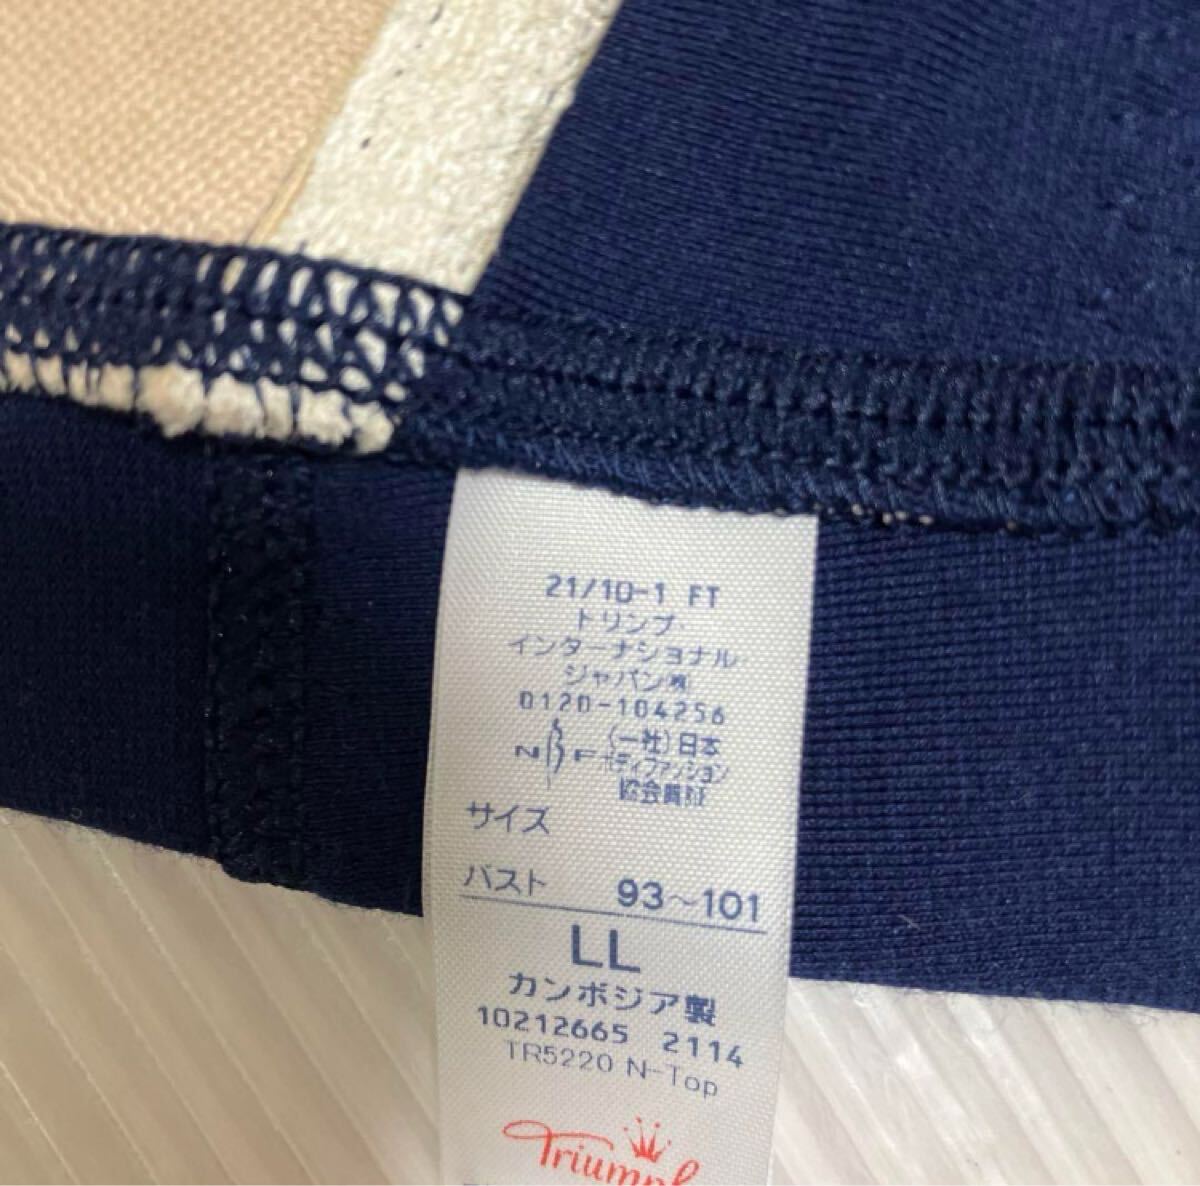 21/10-1 FT
トリンプ・
インターナショナル・
ジャパン㈱
0120-104256
NBF (一社)日本
ボディファッション
協会員証
サイズ
バスト 93～101
LL
カンボジア製
10212665 2114
TR5220 N-Top
Triumph